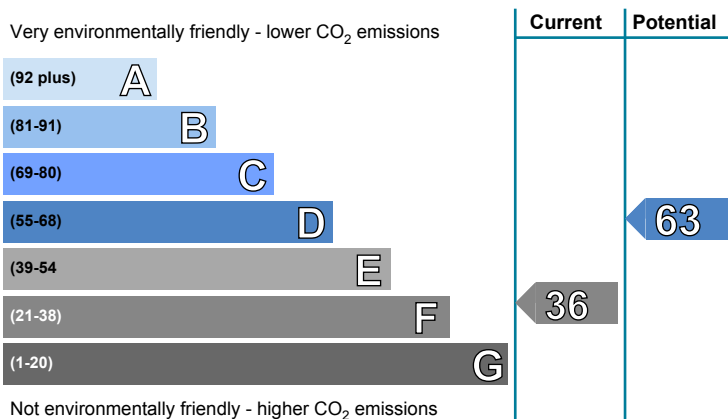 Current Potential
Very environmentally friendly - lower CO2 emissions
(92 plus) A
(81-91) B
(69-80) C
(55-68) D
63
(39-54 E
(21-38) F
36
(1-20) G
Not environmentally friendly - higher CO2 emissions